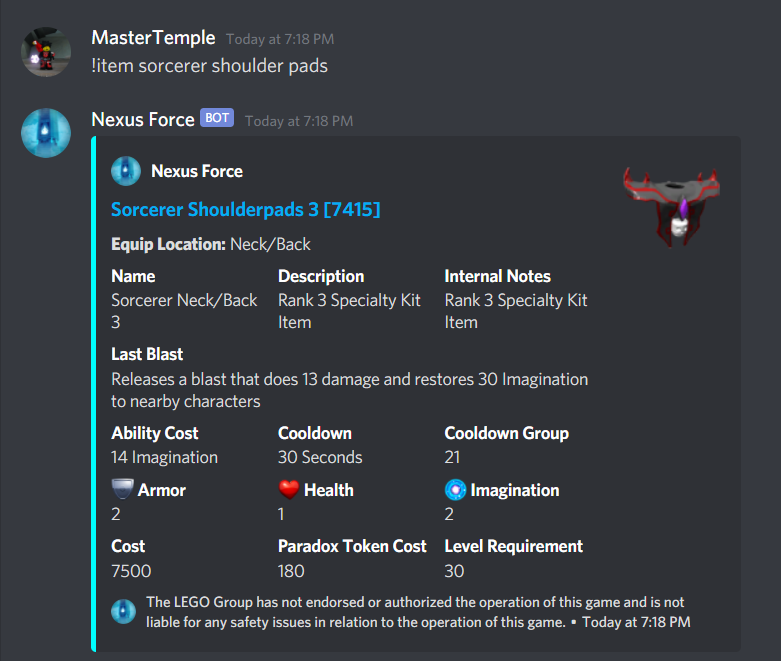 MasterTemple Today at 7:18 PM
!item sorcerer shoulder pads
Nexus Force BOT Today at 7:18 PM
Nexus Force
Sorcerer Shoulderpads 3 [7415]
Equip Location: Neck/Back
Name Description Internal Notes
Sorcerer Neck/Back Rank 3 Specialty Kit Rank 3 Specialty Kit
3 Item Item
Last Blast
Releases a blast that does 13 damage and restores 30 Imagination
to nearby characters
Ability Cost Cooldown Cooldown Group
14 Imagination 30 Seconds 21
Armor Health Imagination
2 1 2
Cost Paradox Token Cost Level Requirement
7500 180 30
The LEGO Group has not endorsed or authorized the operation of this game and is not
liable for any safety issues in relation to the operation of this game. • Today at 7:18 PM